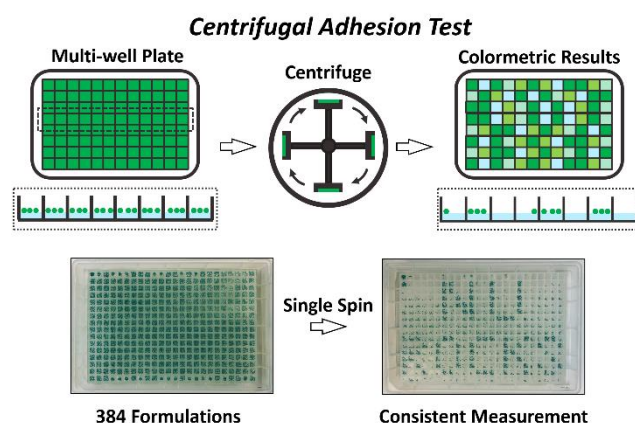 Centrifugal Adhesion Test
Multi-well Plate
Centrifuge
Colormetric Results
Single Spin
384 Formulations
Consistent Measurement